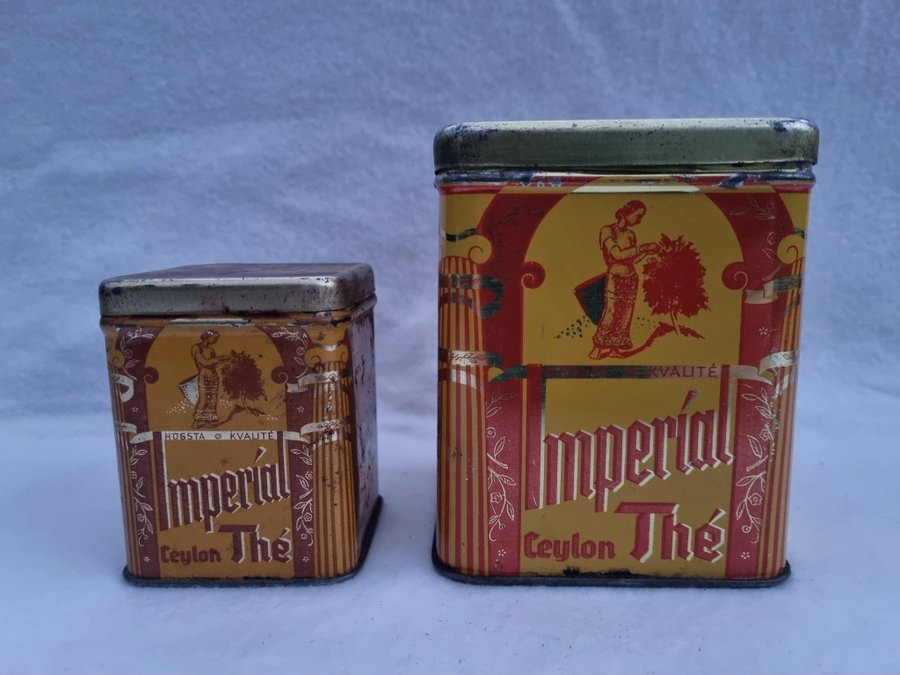 HÖGSTA KVALITÉ
Imperial
Ceylon Thé
KVALITÉ
Imperial
Ceylon Thé